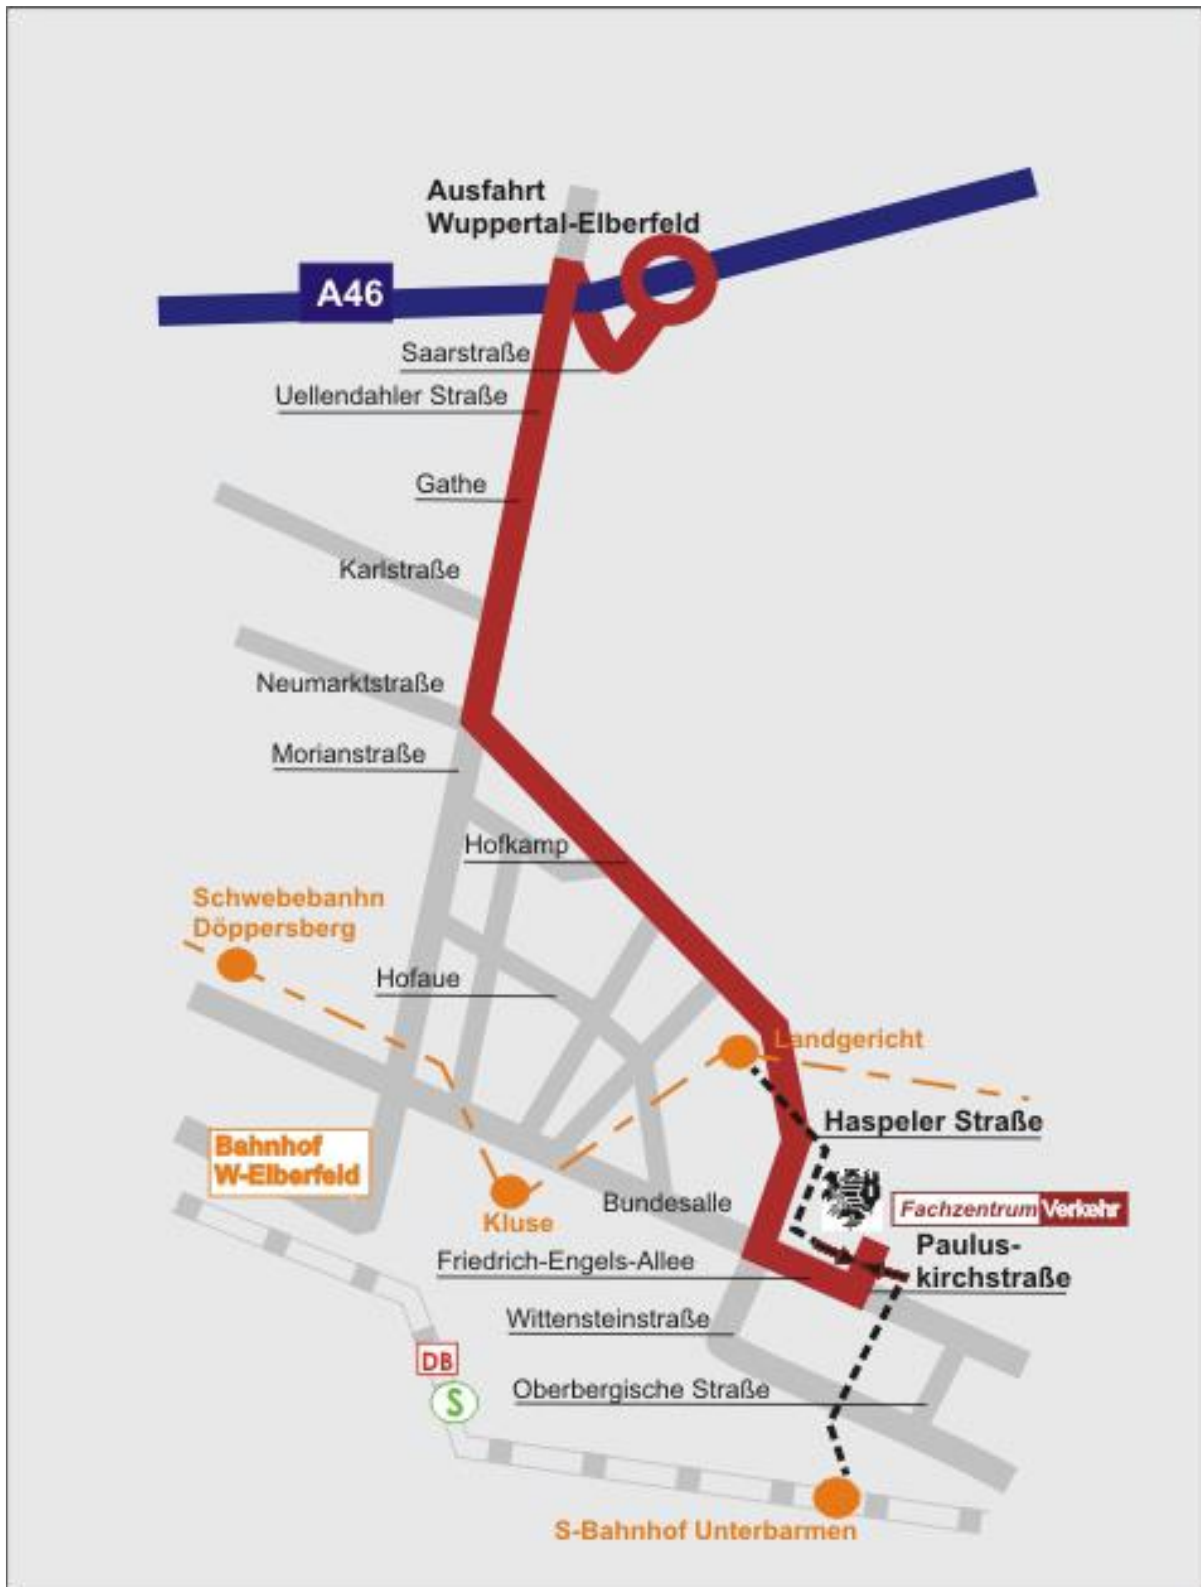 Ausfahrt
Wuppertal-Elberfeld
A46
Saarstraße
Uellendahler Straße
Gathe
Karlstraße
Neumarktstraße
Morianstraße
Hofkamp
Schwebebanhn
Döppersberg
Hofaue
Landgericht
Haspeler Straße
Bahnhof
W-Elberfeld
Kluse
Bundesalle
Fachzentrum Verkehr
Paulus-
kirchstraße
Friedrich-Engels-Allee
Wittensteinstraße
DB
S
Oberbergische Straße
S-Bahnhof Unterbarmen